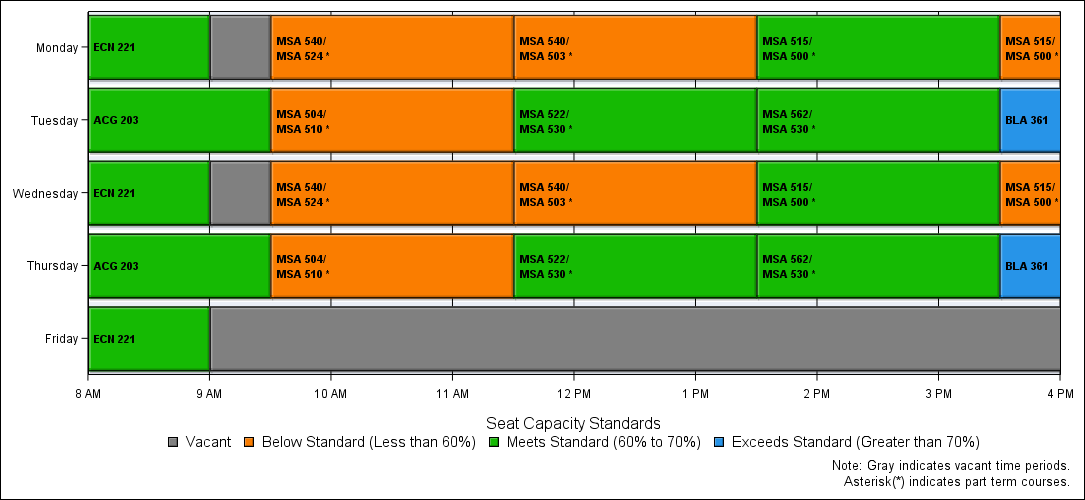 Monday
ECN 221
MSA 540/
MSA 524 *
MSA 540/
MSA 503 *
MSA 515/
MSA 500 *
MSA 515/
MSA 500 *
Tuesday
ACG 203
MSA 504/
MSA 510 *
MSA 522/
MSA 530 *
MSA 562/
MSA 530 *
BLA 361
Wednesday
ECN 221
MSA 540/
MSA 524 *
MSA 540/
MSA 503 *
MSA 515/
MSA 500 *
MSA 515/
MSA 500 *
Thursday
ACG 203
MSA 504/
MSA 510 *
MSA 522/
MSA 530 *
MSA 562/
MSA 530 *
BLA 361
Friday
ECN 221
8 AM 9 AM 10 AM 11 AM 12 PM 1 PM 2 PM 3 PM 4 PM
Seat Capacity Standards
Vacant Below Standard (Less than 60%) Meets Standard (60% to 70%) Exceeds Standard (Greater than 70%)
Note: Gray indicates vacant time periods.
Asterisk(*) indicates part term courses.